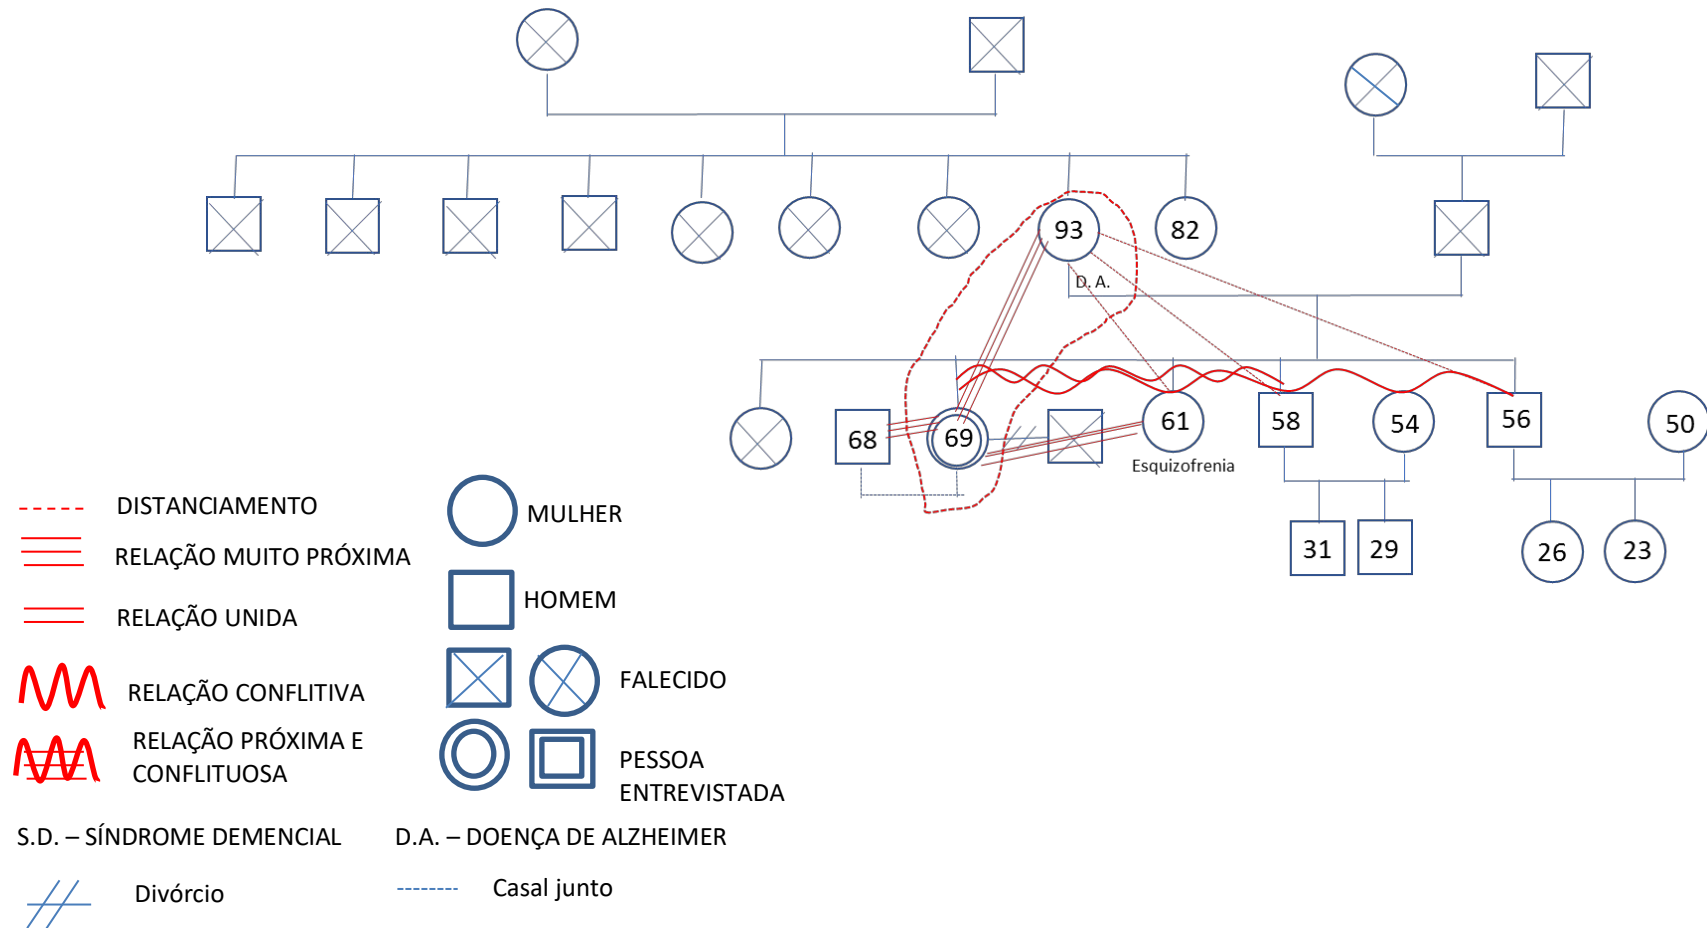 93
82
D. A.
68
69
61
58
54
56
50
Esquizofrenia
31
29
26
23
DISTANCIAMENTO
RELAÇÃO MUITO PRÓXIMA
RELAÇÃO UNIDA
RELAÇÃO CONFLITIVA
RELAÇÃO PRÓXIMA E
CONFLITUOSA
MULHER
HOMEM
FALECIDO
PESSOA
ENTREVISTADA
S.D. – SÍNDROME DEMENCIAL
D.A. – DOENÇA DE ALZHEIMER
Divórcio
Casal junto